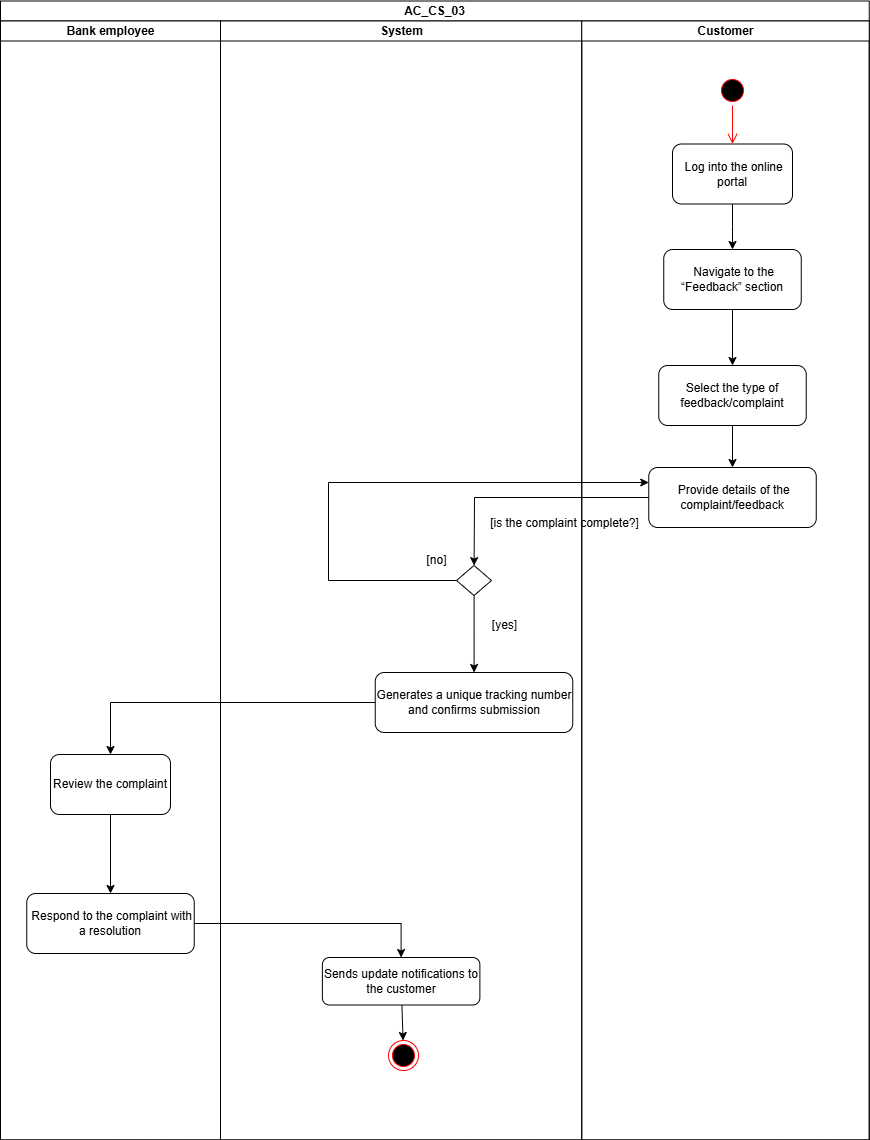 AC_CS_03
Bank employee
System
Customer
Log into the online
portal
Navigate to the
“Feedback” section
Select the type of
feedback/complaint
Provide details of the
complaint/feedback
[is the complaint complete?]
[no]
[yes]
Generates a unique tracking number
and confirms submission
Review the complaint
Respond to the complaint with
a resolution
Sends update notifications to
the customer